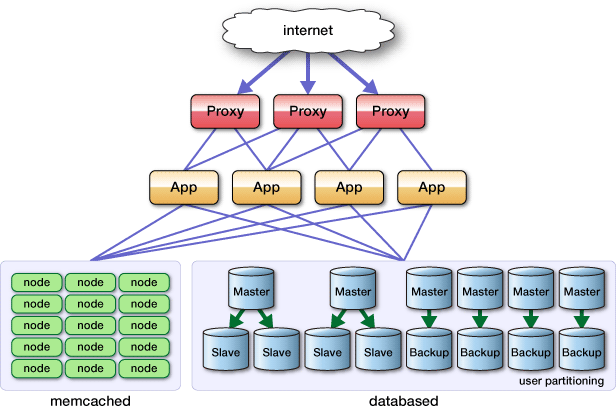 internet
Proxy Proxy Proxy
App App App App
node node node
node node node
node node node
node node node
node node node
Master Master Master Master Master Master
Slave Slave Slave Slave Backup Backup Backup Backup
user partitioning
memcached databased